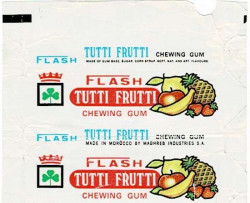 FLASH TUTTI FRUTTI CHEWING GUM
MADE OF GUM BASE, SUGAR, CORN SYRUP, SOFT, NAT. AND ART. FLAVOURS
FLASH
TUTTI FRUTTI
CHEWING GUM
FLASH TUTTI FRUTTI CHEWING GUM
MADE IN MOROCCO BY MAGHREB INDUSTRIES S.A.
FLASH
TUTTI FRUTTI
CHEWING GUM